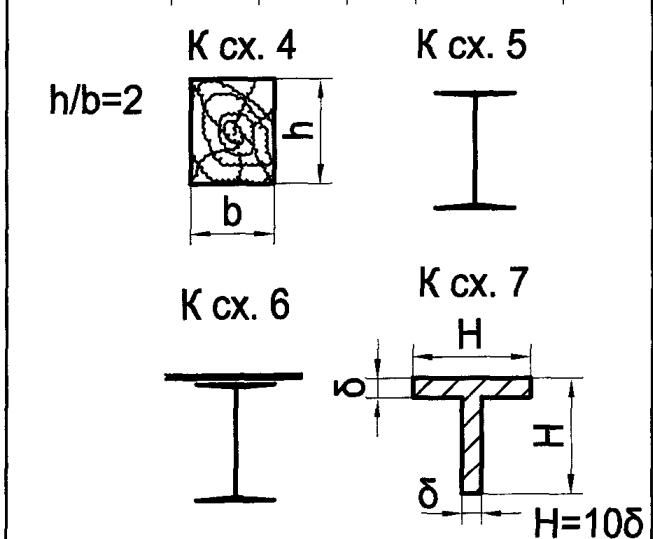 К сх. 4
К сх. 5
h/b=2
h
b
К сх. 6
К сх. 7
H
δ
H
δ
H=10δ